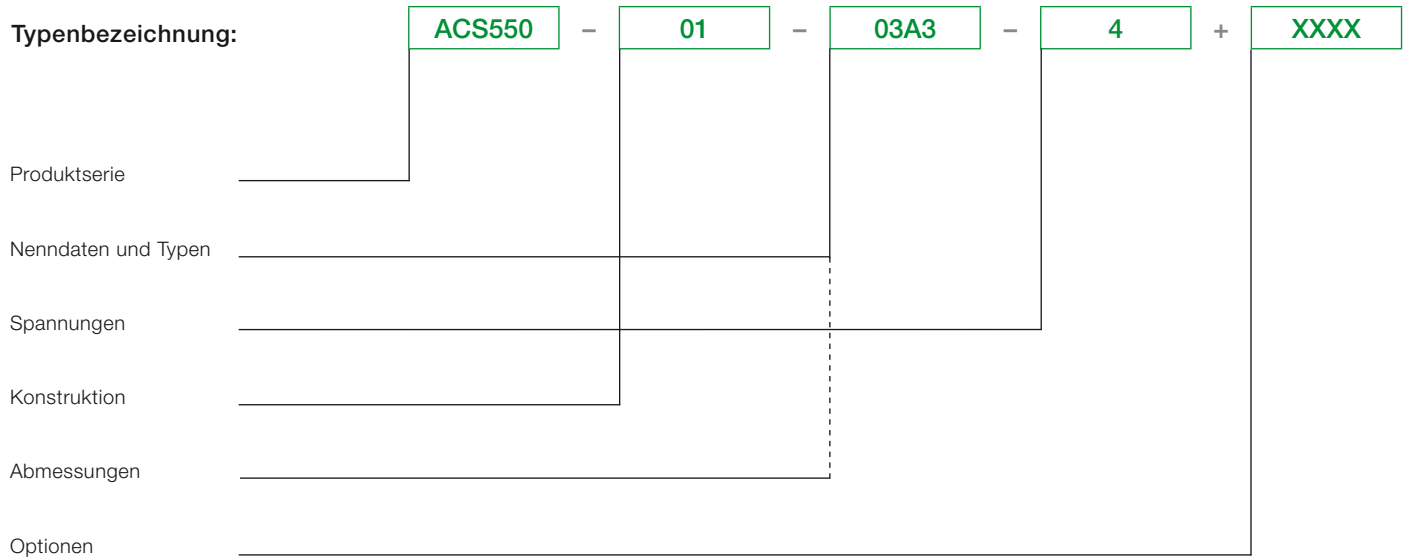 Typenbezeichnung: ACS550 – 01 – 03A3 – 4 + XXXX
Produktserie
Nenndaten und Typen
Spannungen
Konstruktion
Abmessungen
Optionen